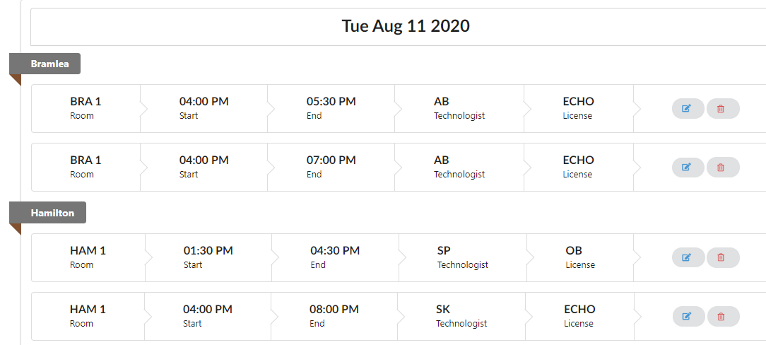 Tue Aug 11 2020
Bramlea
BRA 1 04:00 PM 05:30 PM AB ECHO
Room Start End Technologist License
BRA 1 04:00 PM 07:00 PM AB ECHO
Room Start End Technologist License
Hamilton
HAM 1 01:30 PM 04:30 PM SP OB
Room Start End Technologist License
HAM 1 04:00 PM 08:00 PM SK ECHO
Room Start End Technologist License